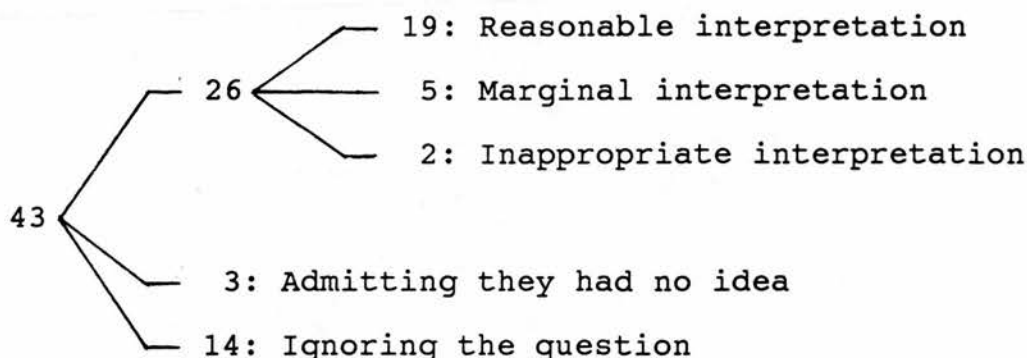 19: Reasonable interpretation
26
5: Marginal interpretation
2: Inappropriate interpretation
43
3: Admitting they had no idea
14: Ignoring the question